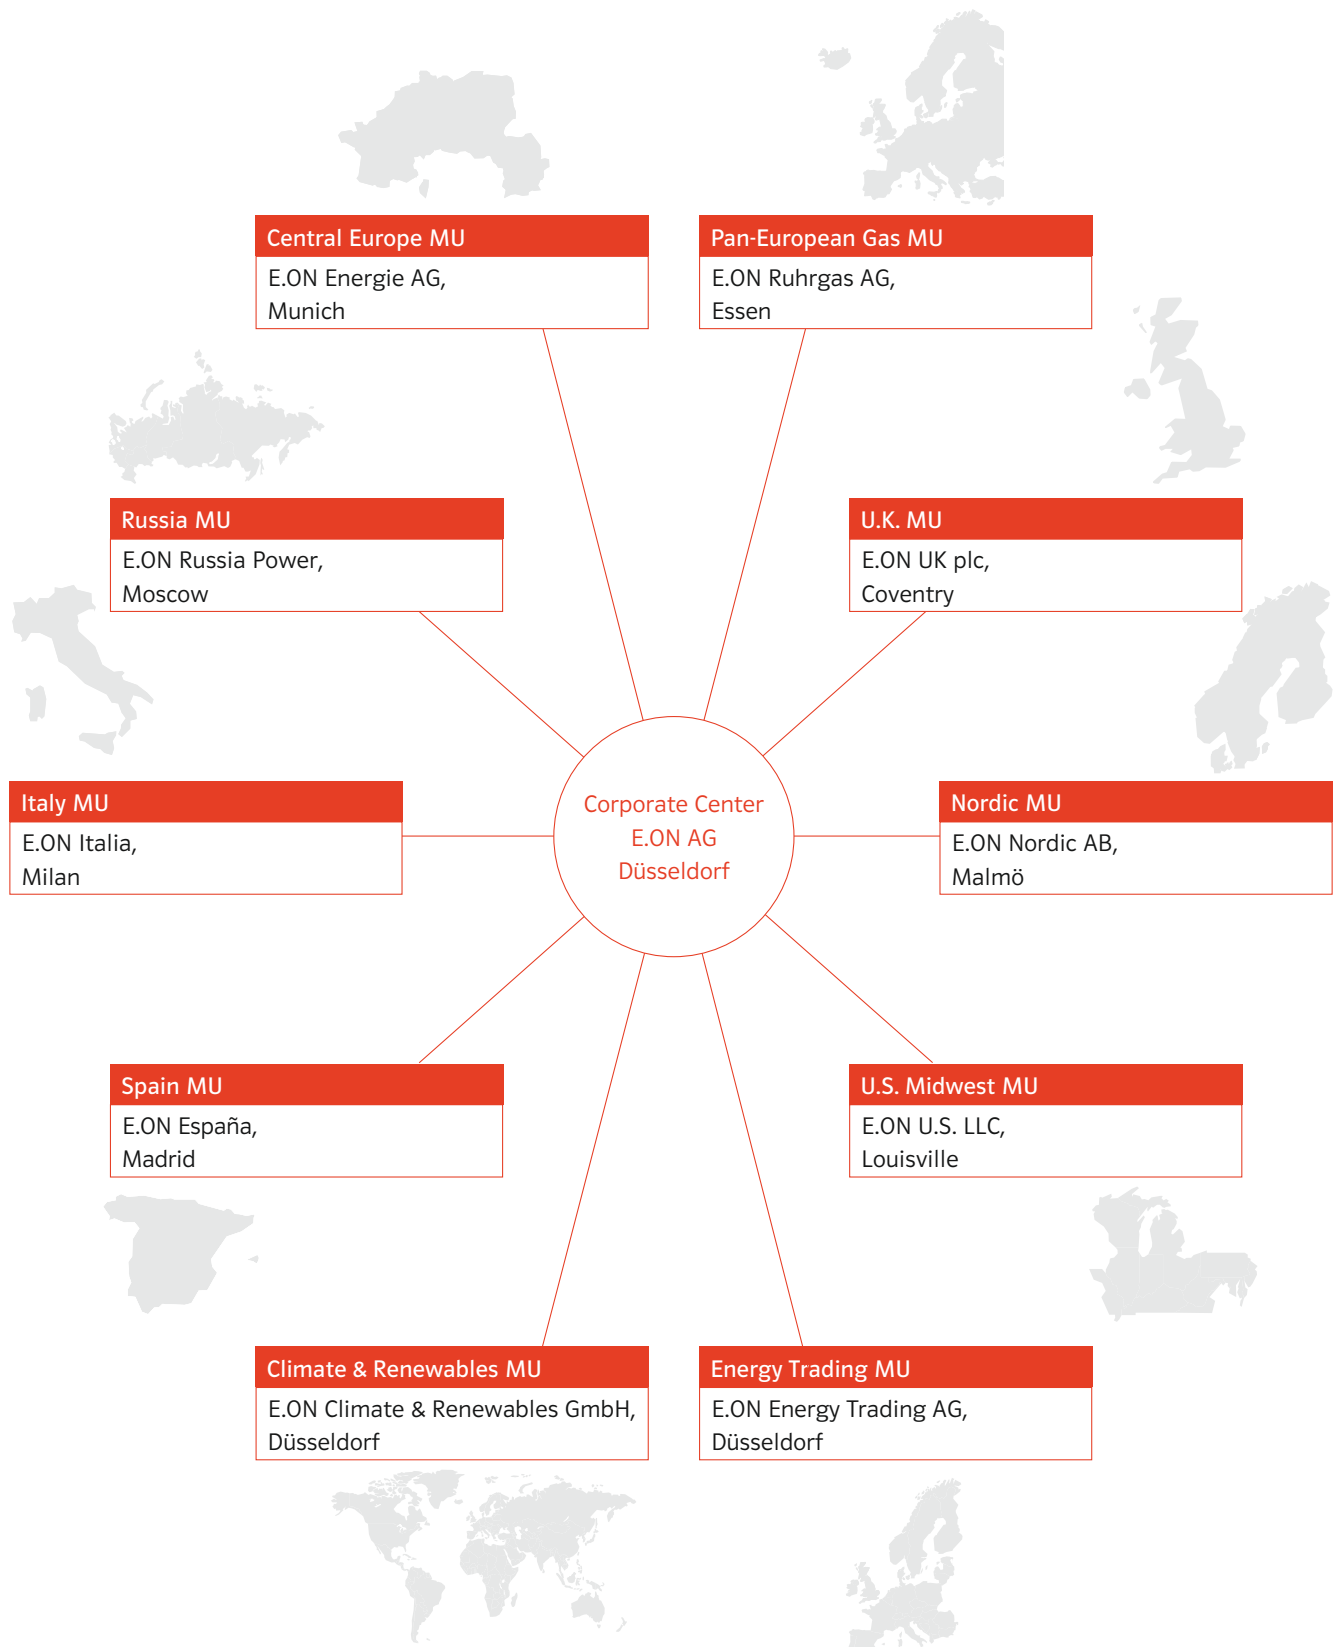 Central Europe MU
E.ON Energie AG,
Munich
Pan-European Gas MU
E.ON Ruhrgas AG,
Essen
Russia MU
E.ON Russia Power,
Moscow
U.K. MU
E.ON UK plc,
Coventry
Italy MU
E.ON Italia,
Milan
Corporate Center
E.ON AG
Düsseldorf
Nordic MU
E.ON Nordic AB,
Malmö
Spain MU
E.ON España,
Madrid
U.S. Midwest MU
E.ON U.S. LLC,
Louisville
Climate & Renewables MU
E.ON Climate & Renewables GmbH,
Düsseldorf
Energy Trading MU
E.ON Energy Trading AG,
Düsseldorf